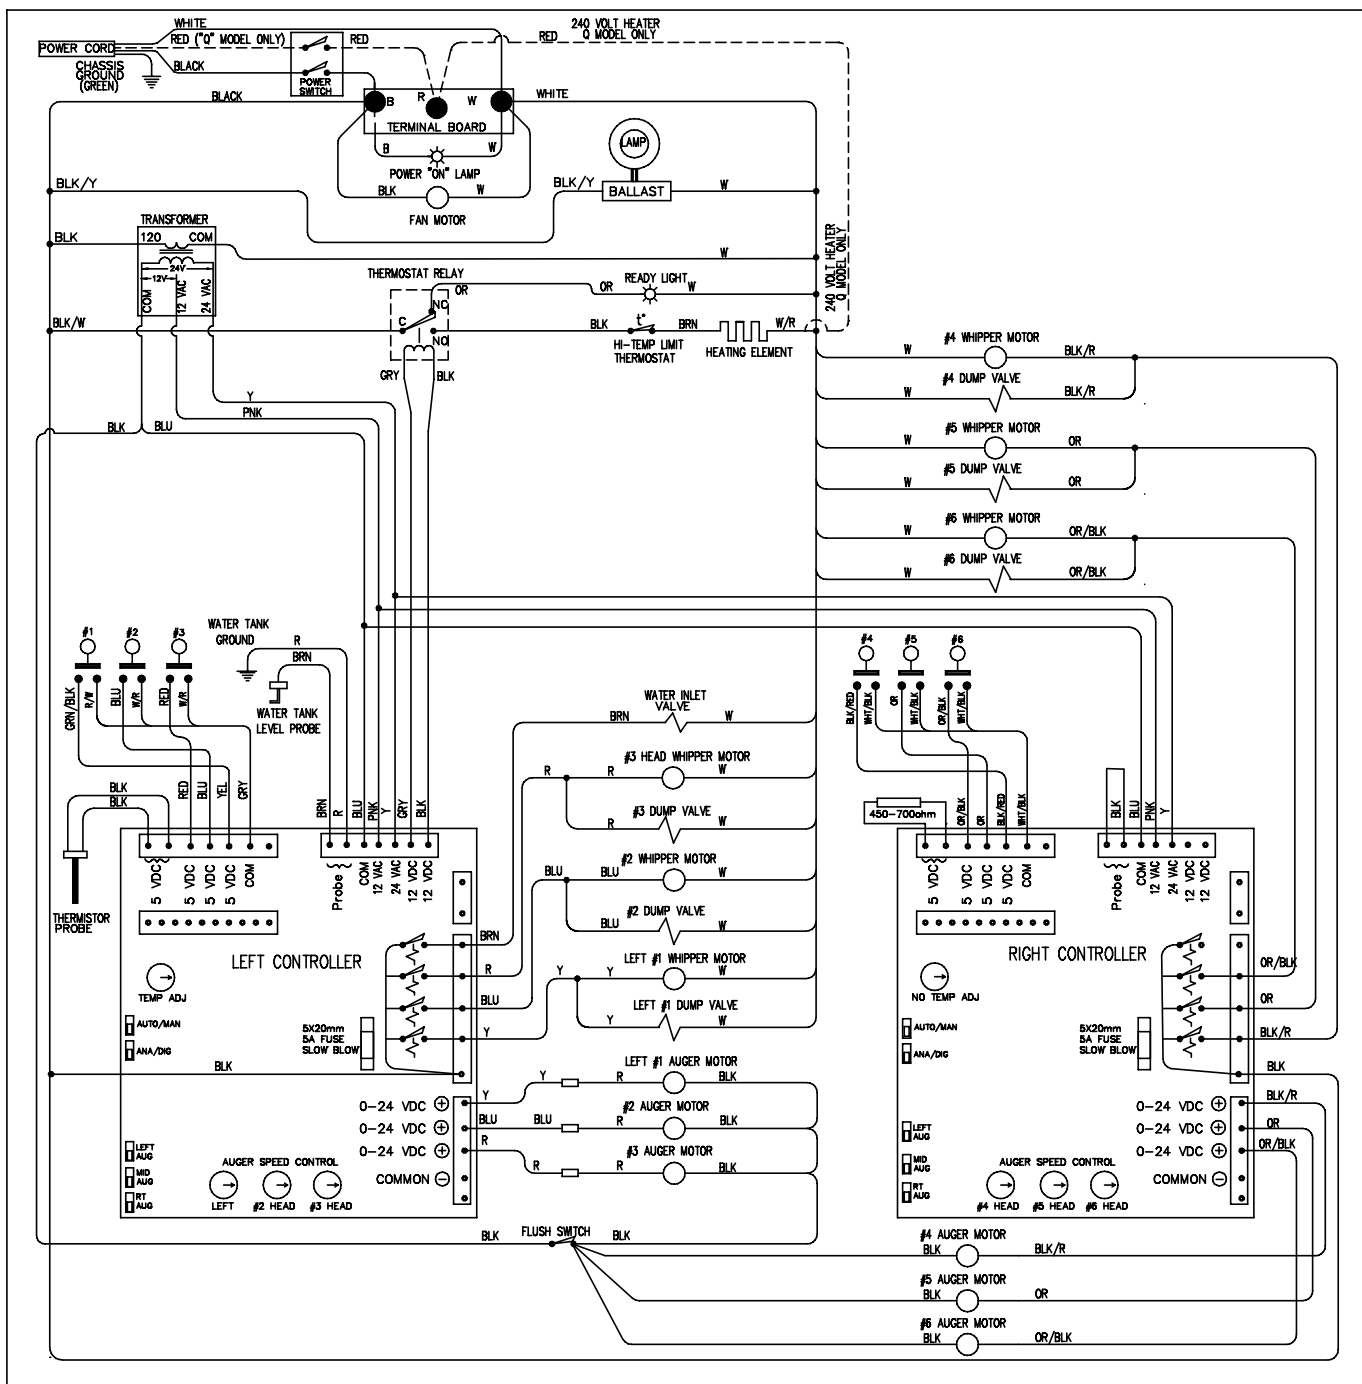 WHITE
240 VOLT HEATER
Q MODEL ONLY
RED ("Q" MODEL ONLY)
RED
RED
POWER CORD
CHASSIS
GROUND
(GREEN)
BLACK
POWER
SWITCH
BLACK
B
R
W
WHITE
TERMINAL BOARD
B
W
POWER "ON" LAMP
BLK
W
FAN MOTOR
LAMP
BLK/Y
BLK/Y
BALLAST
W
TRANSFORMER
BLK
120 COM
24V
12V
COM
12 VAC
24 VAC
W
240 VOLT HEATER
Q MODEL ONLY
THERMOSTAT RELAY
OR
NC
C
NO
READY LIGHT
OR
W
BLK/W
BLK
t°
BRN
W/R
HI-TEMP LIMIT
THERMOSTAT
HEATING ELEMENT
GRY
BLK
#4 WHIPPER MOTOR
W
BLK/R
#4 DUMP VALVE
W
BLK/R
Y
PNK
BLK
BLU
#5 WHIPPER MOTOR
W
OR
#5 DUMP VALVE
W
OR
#6 WHIPPER MOTOR
W
OR/BLK
#6 DUMP VALVE
W
OR/BLK
#1
#2
#3
WATER TANK
GROUND
R
BRN
WATER TANK
LEVEL PROBE
GRN/BLK
R/W
BLU
W/R
RED
W/R
#4
#5
#6
BLK/RED
WHT/BLK
OR
WHT/BLK
OR/BLK
WHT/BLK
WATER INLET
VALVE
BRN
W
#3 HEAD WHIPPER MOTOR
R
R
W
#3 DUMP VALVE
R
W
BLK
BLK
RED
BLU
YEL
GRY
BRN
R
BLU
PNK
Y
GRY
BLK
450-700ohm
OR/BLK
OR
BLK/RED
WHT/BLK
BLK
BLU
PNK
Y
5 VDC
5 VDC
5 VDC
5 VDC
COM
Probe
COM
12 VAC
24 VAC
12 VDC
12 VDC
5 VDC
5 VDC
5 VDC
5 VDC
COM
Probe
COM
12 VAC
24 VAC
12 VDC
12 VDC
#2 WHIPPER MOTOR
BLU
BLU
W
#2 DUMP VALVE
BLU
W
THERMISTOR
PROBE
LEFT CONTROLLER
BRN
R
BLU
Y
LEFT #1 WHIPPER MOTOR
Y
Y
W
LEFT #1 DUMP VALVE
Y
W
RIGHT CONTROLLER
OR/BLK
OR
BLK/R
TEMP ADJ
NO TEMP ADJ
AUTO/MAN
ANA/DIG
5X20mm
5A FUSE
SLOW BLOW
AUTO/MAN
ANA/DIG
5X20mm
5A FUSE
SLOW BLOW
BLK
BLK
LEFT #1 AUGER MOTOR
Y
R
BLK
#2 AUGER MOTOR
BLU
R
BLK
#3 AUGER MOTOR
R
R
BLK
0-24 VDC +
0-24 VDC +
0-24 VDC +
COMMON -
Y
BLU
R
0-24 VDC +
0-24 VDC +
0-24 VDC +
COMMON -
BLK/R
OR
OR/BLK
LEFT
AUG
MID
AUG
RT
AUG
AUGER SPEED CONTROL
LEFT
#2 HEAD
#3 HEAD
LEFT
AUG
MID
AUG
RT
AUG
AUGER SPEED CONTROL
#4 HEAD
#5 HEAD
#6 HEAD
BLK
FLUSH SWITCH
BLK
#4 AUGER MOTOR
BLK
BLK/R
#5 AUGER MOTOR
BLK
OR
#6 AUGER MOTOR
BLK
OR/BLK